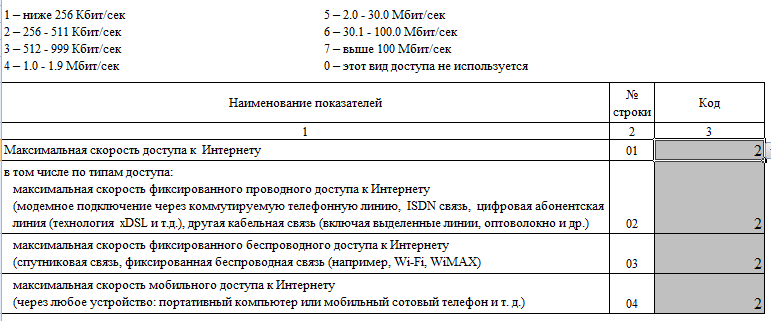 1 – ниже 256 Кбит/сек
2 – 256 - 511 Кбит/сек
3 – 512 - 999 Кбит/сек
4 – 1.0 - 1.9 Мбит/сек
5 – 2.0 - 30.0 Мбит/сек
6 – 30.1 - 100.0 Мбит/сек
7 – выше 100 Мбит/сек
0 – этот вид доступа не используется
Наименование показателей
№
строки
Код
1
2
3
Максимальная скорость доступа к Интернету
01
2
в том числе по типам доступа:
максимальная скорость фиксированного проводного доступа к Интернету
(модемное подключение через коммутируемую телефонную линию, ISDN связь, цифровая абонентская
линия (технология xDSL и т.д.), другая кабельная связь (включая выделенные линии, оптоволокно и др.)
02
2
максимальная скорость фиксированного беспроводного доступа к Интернету
(спутниковая связь, фиксированная беспроводная связь (например, Wi-Fi, WiMAX)
03
2
максимальная скорость мобильного доступа к Интернету
(через любое устройство: портативный компьютер или мобильный сотовый телефон и т. д.)
04
2